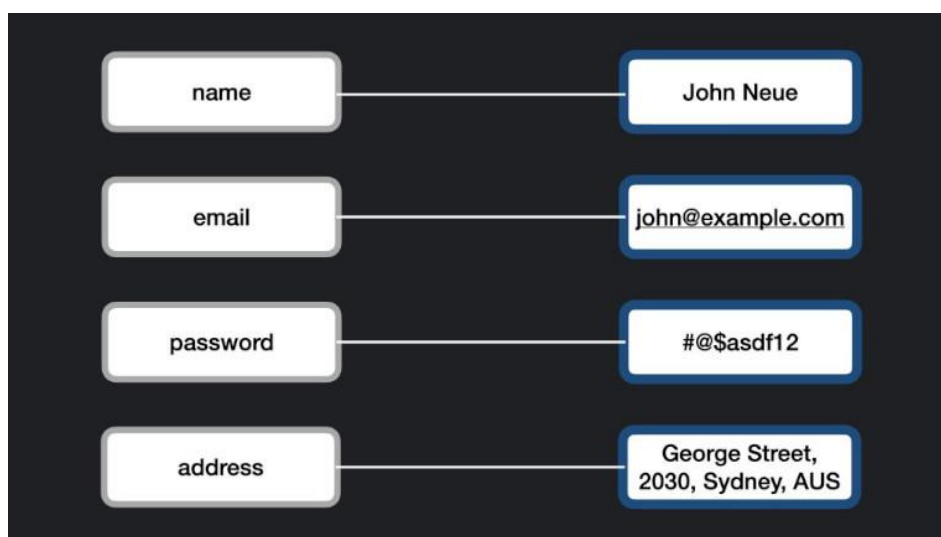 name
John Neue
email
john@example.com
password
#@$asdf12
address
George Street,
2030, Sydney, AUS